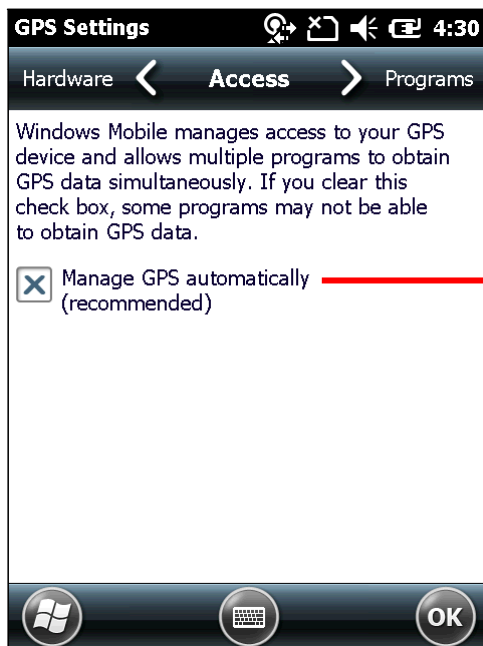 GPS Settings 4:30
Hardware Access Programs
Windows Mobile manages access to your GPS
device and allows multiple programs to obtain
GPS data simultaneously. If you clear this
check box, some programs may not be able
to obtain GPS data.
Manage GPS automatically
(recommended)
OK